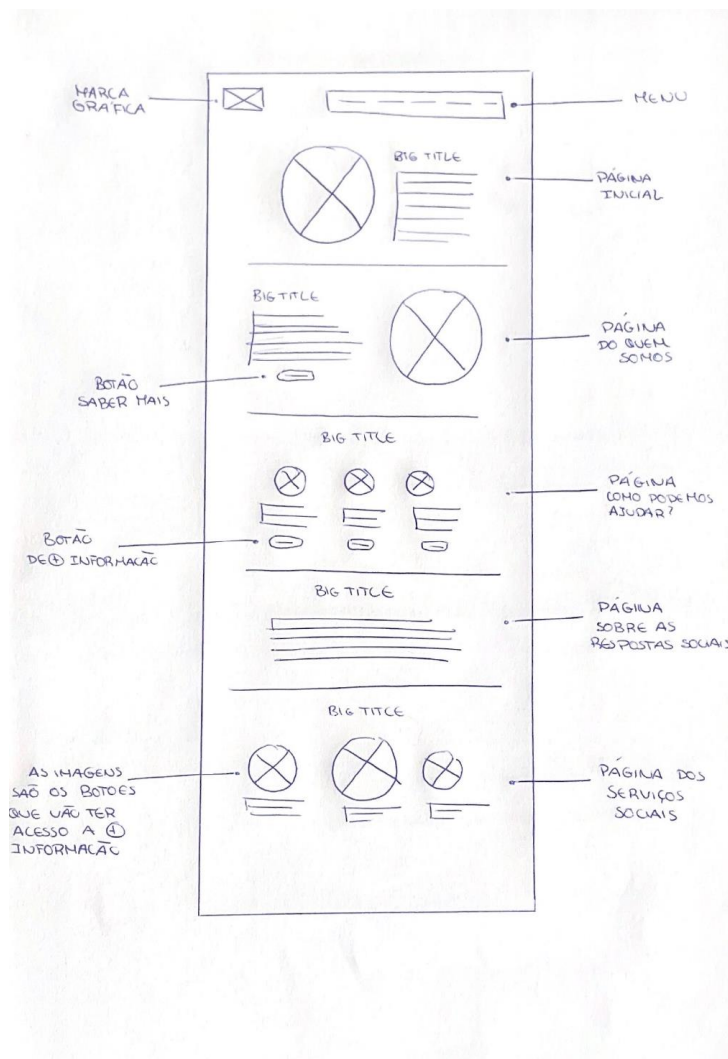 MARCA
GRÁFICA
MENU
BIG TITLE
PÁGINA
INICIAL
BIG TITLE
PÁGINA
DO QUEM
SOMOS
BOTÃO
SABER MAIS
BIG TITLE
PÁGINA
COMO PODEMOS
AJUDAR?
BOTÃO
DE ⊕ INFORMAÇÃO
BIG TITLE
PÁGINA
SOBRE AS
RESPOSTAS SOCIAIS
BIG TITLE
AS IMAGENS
SÃO OS BOTOES
QUE VÃO TER
ACESSO A ⊕
INFORMAÇÃO
PÁGINA DOS
SERVIÇOS
SOCIAIS